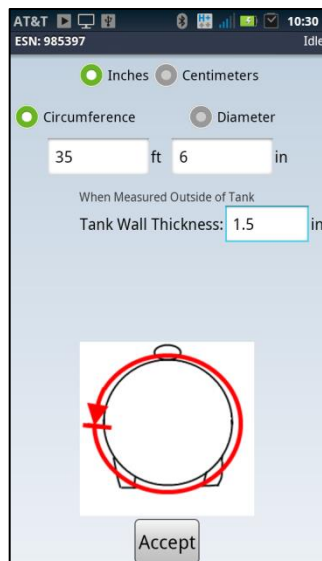 AT&T 10:30
ESN: 985397 Idle
Inches Centimeters
Circumference Diameter
35 ft 6 in
When Measured Outside of Tank
Tank Wall Thickness: 1.5 in
Accept